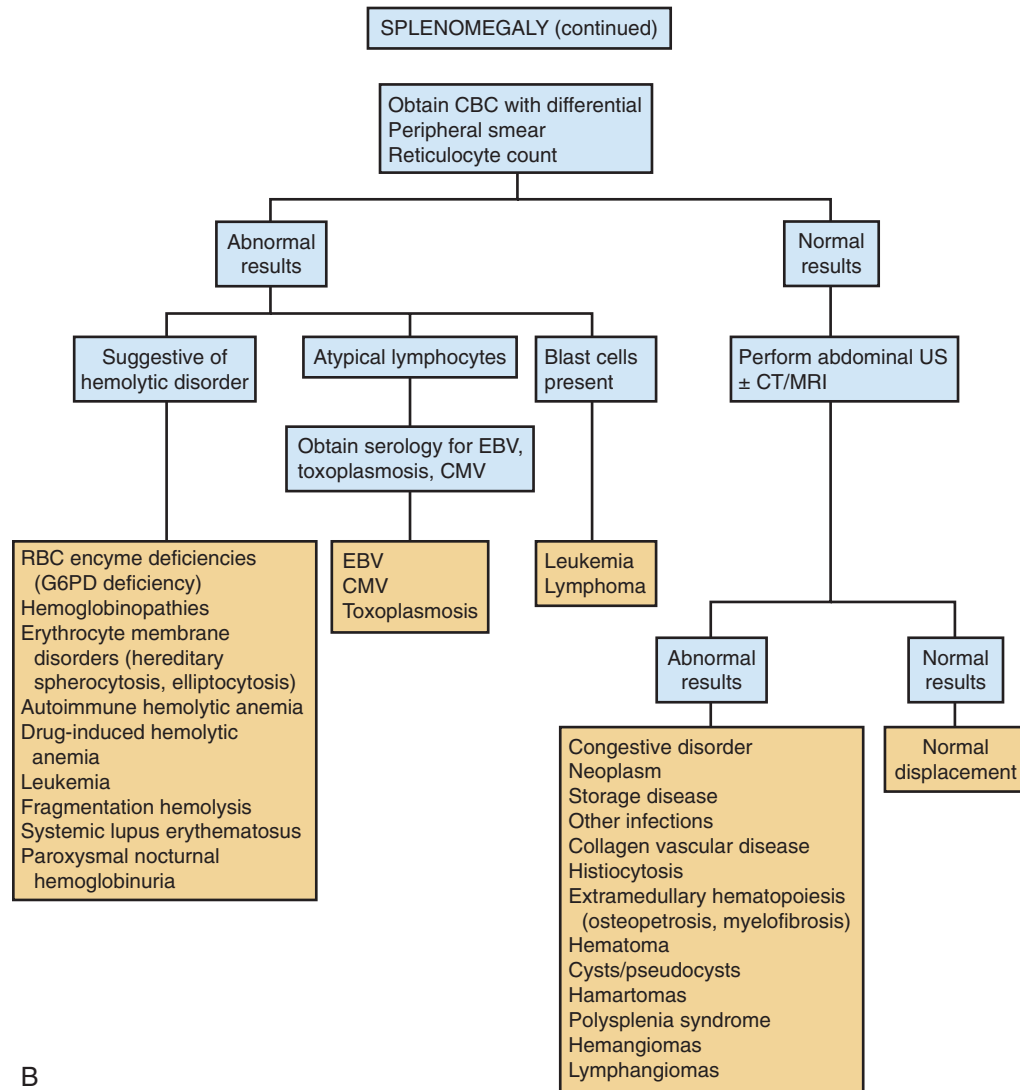 SPLENOMEGALY (continued)
Obtain CBC with differential
Peripheral smear
Reticulocyte count
Abnormal
results
Normal
results
Suggestive of
hemolytic disorder
Atypical lymphocytes
Blast cells
present
Perform abdominal US
± CT/MRI
Obtain serology for EBV,
toxoplasmosis, CMV
RBC enzyme deficiencies
(G6PD deficiency)
Hemoglobinopathies
Erythrocyte membrane
disorders (hereditary
spherocytosis, elliptocytosis)
Autoimmune hemolytic anemia
Drug-induced hemolytic
anemia
Leukemia
Fragmentation hemolysis
Systemic lupus erythematosus
Paroxysmal nocturnal
hemoglobinuria
EBV
CMV
Toxoplasmosis
Leukemia
Lymphoma
Abnormal
results
Normal
results
Congestive disorder
Neoplasm
Storage disease
Other infections
Collagen vascular disease
Histiocytosis
Extramedullary hematopoiesis
(osteopetrosis, myelofibrosis)
Hematoma
Cysts/pseudocysts
Hamartomas
Polysplenia syndrome
Hemangiomas
Lymphangiomas
Normal
displacement
B